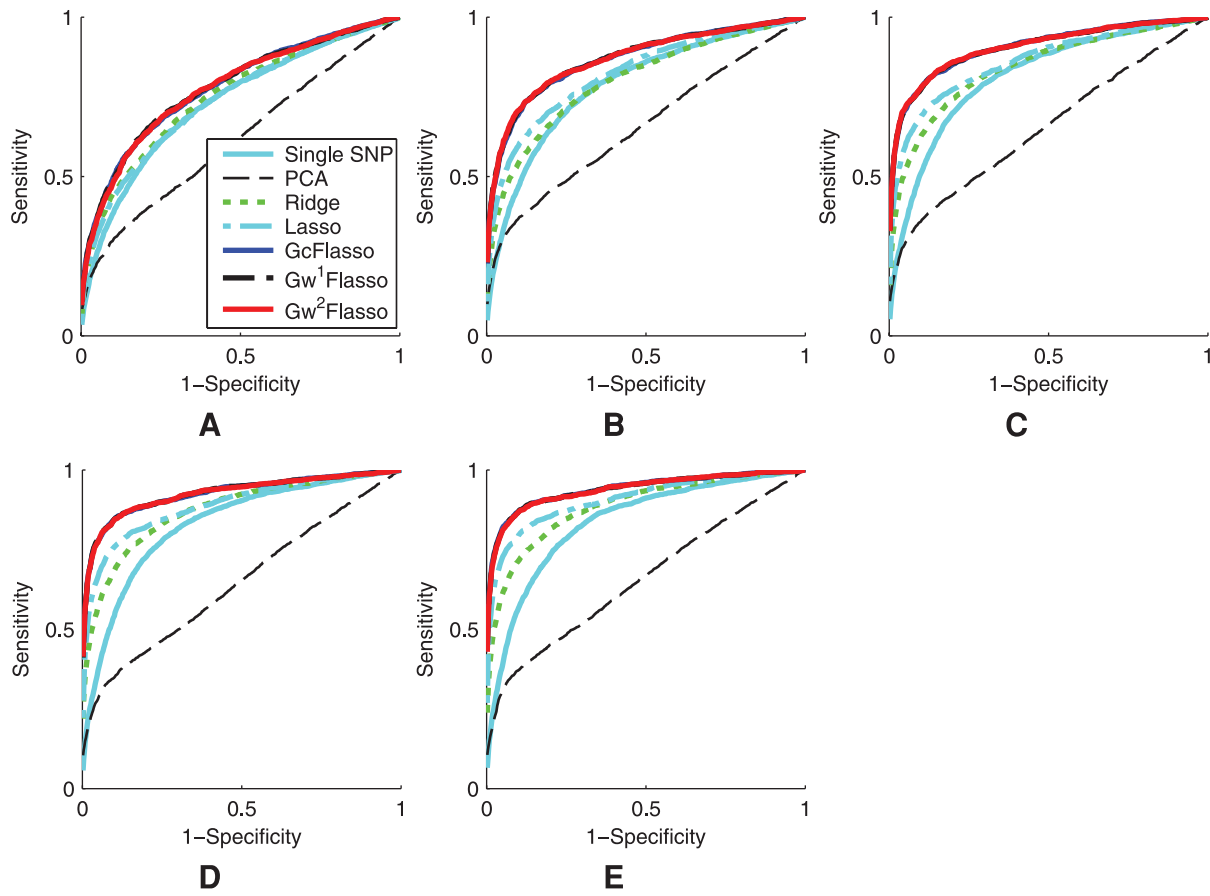 1
0.5
0
Sensitivity
0
0.5
1
1−Specificity
Single SNP
PCA
Ridge
Lasso
GcFlasso
Gw¹Flasso
Gw²Flasso
A
1
0.5
0
Sensitivity
0
0.5
1
1−Specificity
B
1
0.5
0
Sensitivity
0
0.5
1
1−Specificity
C
1
0.5
0
Sensitivity
0
0.5
1
1−Specificity
D
1
0.5
0
Sensitivity
0
0.5
1
1−Specificity
E